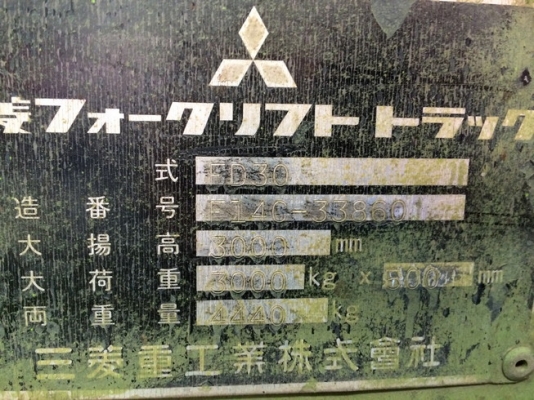 菱フォークリフト トラック
式 FD30
造番号 F14C-33860
大揚高 3000 mm
大荷重 3000 kg x mm
両重量 4440 kg
三菱重工業株式會社